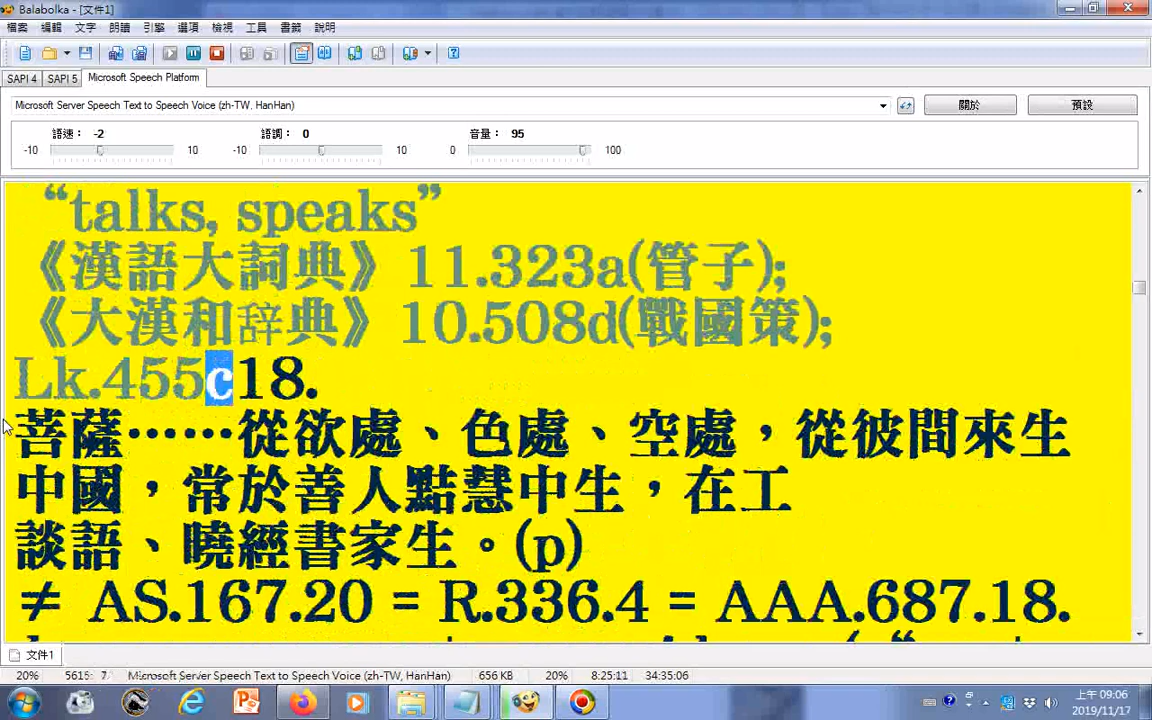 Balabolka - [文件1]
檔案 編輯 文字 朗讀 引擎 選項 檢視 工具 書籤 說明
SAPI 4 SAPI 5 Microsoft Speech Platform
Microsoft Server Speech Text to Speech Voice (zh-TW, HanHan) 關於 預設
語速： -2 語調： 0 音量： 95
-10 10 -10 10 0 100
“talks, speaks”
《漢語大詞典》 11.323a(管子);
《大漢和辞典》 10.508d(戰國策);
Lk.455c18.
菩薩……從欲處、色處、空處，從彼間來生
中國，常於善人黠慧中生，在工
談語、曉經書家生。(p)
≠ AS.167.20 = R.336.4 = AAA.687.18.
文件1
20% 5615: 7 Microsoft Server Speech Text to Speech Voice (zh-TW, HanHan) 656 KB 20% 8:25:11 34:35:06
上午 09:06
2019/11/17